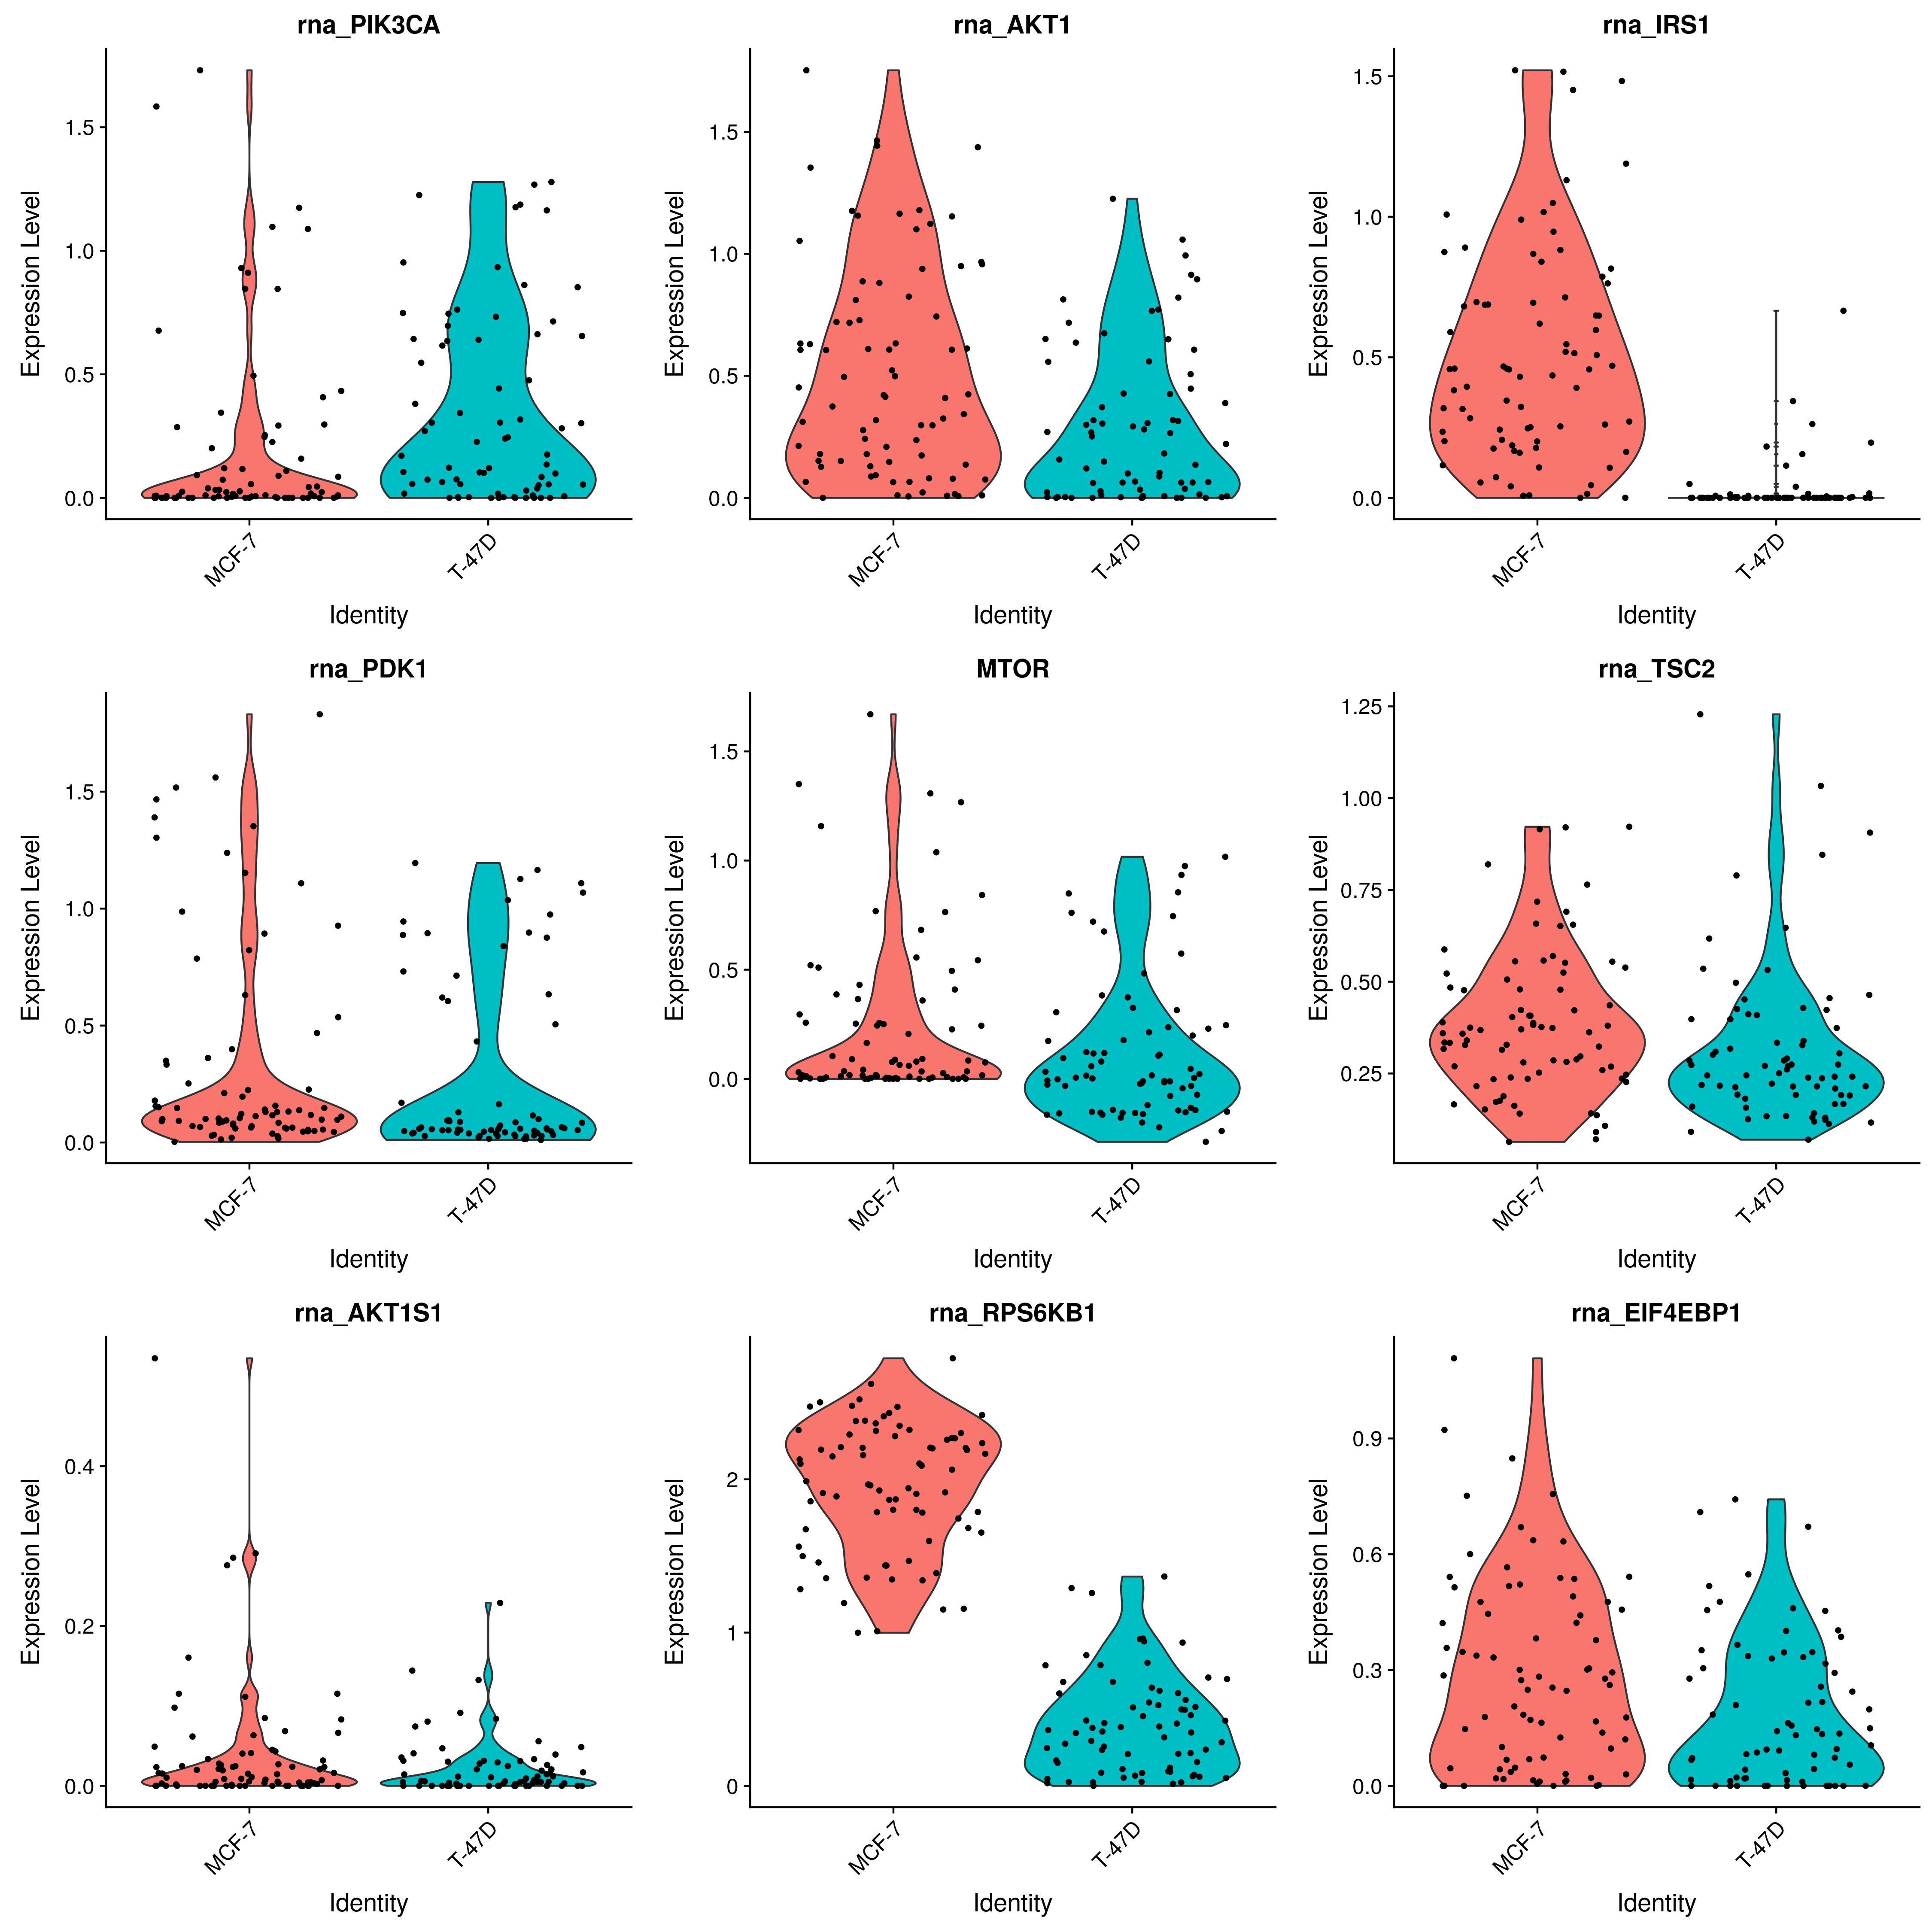 rna_PIK3CA
Expression Level
1.5
1.0
0.5
0.0
MCF-7
T-47D
Identity
rna_AKT1
Expression Level
1.5
1.0
0.5
0.0
MCF-7
T-47D
Identity
rna_IRS1
Expression Level
1.5
1.0
0.5
0.0
MCF-7
T-47D
Identity
rna_PDK1
Expression Level
1.5
1.0
0.5
0.0
MCF-7
T-47D
Identity
MTOR
Expression Level
1.5
1.0
0.5
0.0
MCF-7
T-47D
Identity
rna_TSC2
Expression Level
1.25
1.00
0.75
0.50
0.25
MCF-7
T-47D
Identity
rna_AKT1S1
Expression Level
0.4
0.2
0.0
MCF-7
T-47D
Identity
rna_RPS6KB1
Expression Level
2
1
0
MCF-7
T-47D
Identity
rna_EIF4EBP1
Expression Level
0.9
0.6
0.3
0.0
MCF-7
T-47D
Identity